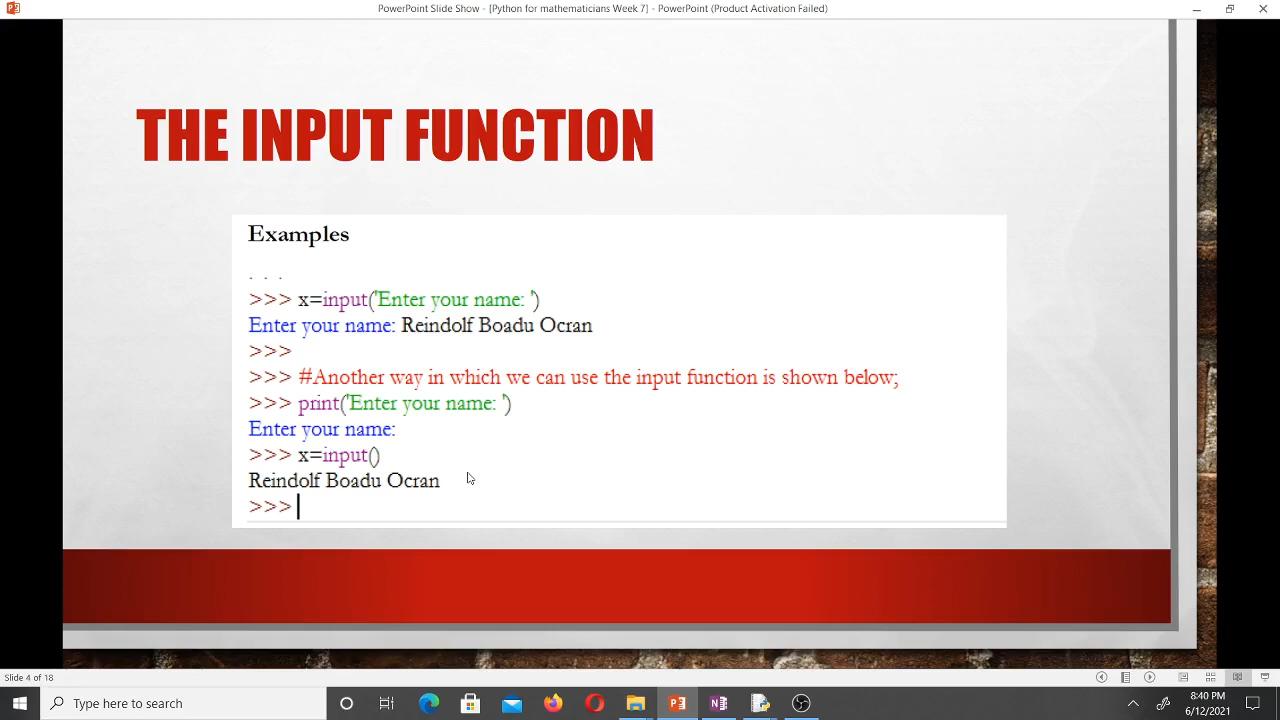 PowerPoint Slide Show - [Python for mathematicians Week 7] - PowerPoint (Product Activation Failed)
THE INPUT FUNCTION
Examples
>>> x=input('Enter your name: ')
Enter your name: Reindolf Boadu Ocran
>>>
>>> #Another way in which we can use the input function is shown below;
>>> print('Enter your name: ')
Enter your name:
>>> x=input()
Reindolf Boadu Ocran
>>>
Slide 4 of 18
Type here to search
8:40 PM
6/12/2021